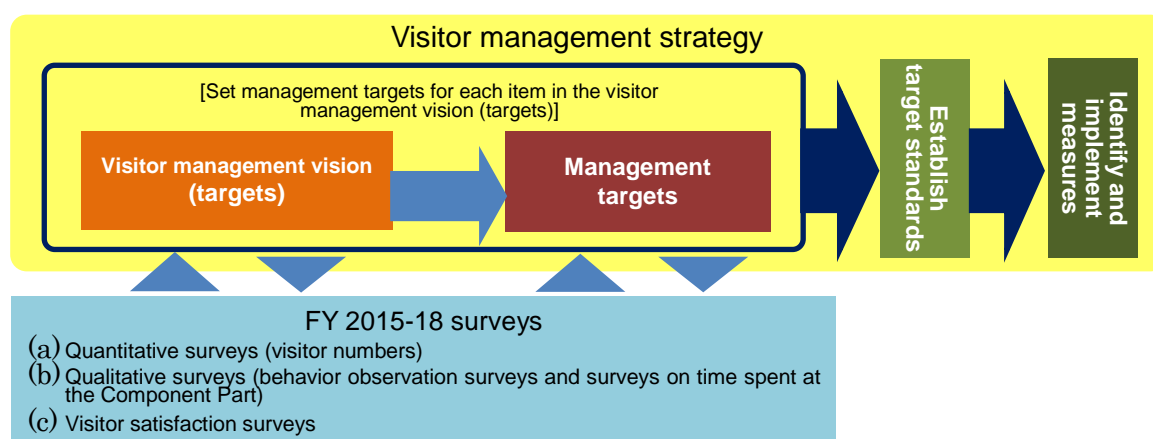 Visitor management strategy
[Set management targets for each item in the visitor
management vision (targets)]
Visitor management vision
(targets)
Management
targets
Establish
target standards
Identify and
implement
measures
FY 2015-18 surveys
(a) Quantitative surveys (visitor numbers)
(b) Qualitative surveys (behavior observation surveys and surveys on time spent at
the Component Part)
(c) Visitor satisfaction surveys